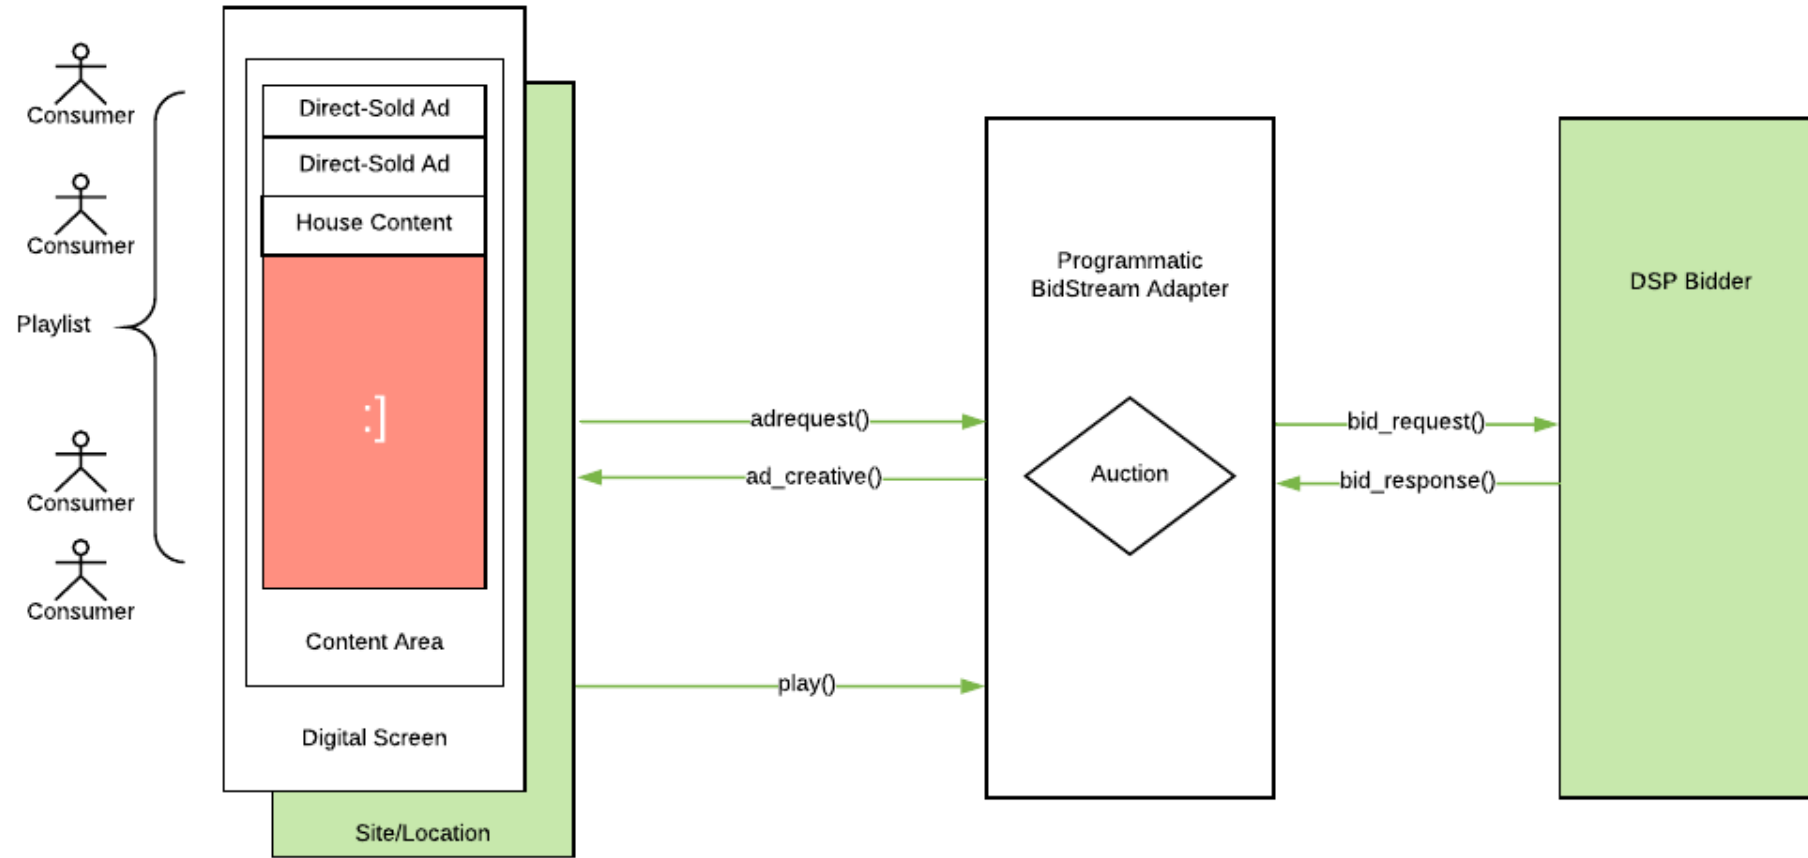 Consumer
Consumer
Playlist
Consumer
Consumer
Direct-Sold Ad
Direct-Sold Ad
House Content
:]
Content Area
Digital Screen
Site/Location
adrequest()
ad_creative()
play()
Programmatic
BidStream Adapter
Auction
bid_request()
bid_response()
DSP Bidder